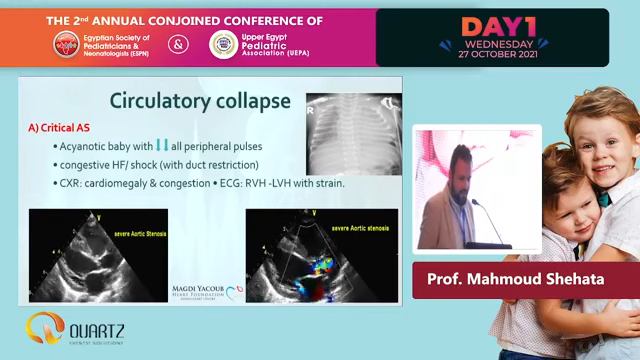 THE 2nd ANNUAL CONJOINED CONFERENCE OF
Egyptian Society of
Pediatricians &
Neonatologists (ESPN)
&
Upper Egypt
Pediatric
Association (UEPA)
DAY1
WEDNESDAY
27 OCTOBER 2021
Circulatory collapse
R
A) Critical AS
• Acyanotic baby with ↓↓ all peripheral pulses
• congestive HF/ shock (with duct restriction)
• CXR: cardiomegaly & congestion • ECG: RVH -LVH with strain.
V
severe Aortic Stenosis
V
severe Aortic stenosis
MAGDI YACOUB
HEART FOUNDATION
Prof. Mahmoud Shehata
QUARTZ